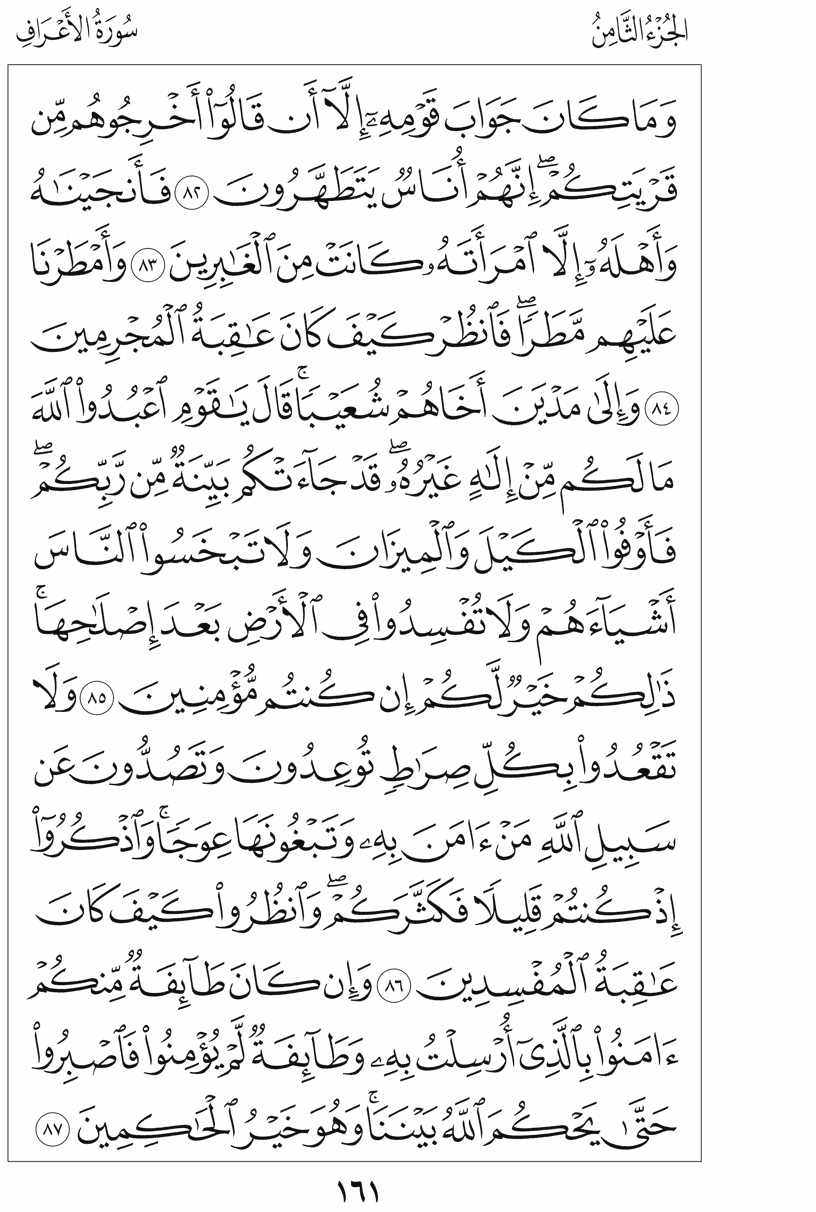 الجُزْءُ الثَّامِنُ
سُورَةُ الأَعْرَافِ
وَمَا كَانَ جَوَابَ قَوْمِهِۦٓ إِلَّآ أَن قَالُوٓا۟ أَخْرِجُوهُم مِّن
قَرْيَتِكُمْ ۖ إِنَّهُمْ أُنَاسٌ يَتَطَهَّرُونَ ٨٢ فَأَنجَيْنَٰهُ
وَأَهْلَهُۥٓ إِلَّا ٱمْرَأَتَهُۥ كَانَتْ مِنَ ٱلْغَٰبِرِينَ ٨٣ وَأَمْطَرْنَا
عَلَيْهِم مَّطَرًا ۖ فَٱنظُرْ كَيْفَ كَانَ عَٰقِبَةُ ٱلْمُجْرِمِينَ
٨٤ وَإِلَىٰ مَدْيَنَ أَخَاهُمْ شُعَيْبًا ۚ قَالَ يَٰقَوْمِ ٱعْبُدُوا۟ ٱللَّهَ
مَا لَكُم مِّنْ إِلَٰهٍ غَيْرُهُۥ ۖ قَدْ جَآءَتْكُم بَيِّنَةٌ مِّن رَّبِّكُمْ ۖ
فَأَوْفُوا۟ ٱلْكَيْلَ وَٱلْمِيزَانَ وَلَا تَبْخَسُوا۟ ٱلنَّاسَ
أَشْيَآءَهُمْ وَلَا تُفْسِدُوا۟ فِى ٱلْأَرْضِ بَعْدَ إِصْلَٰحِهَا ۚ
ذَٰلِكُمْ خَيْرٌ لَّكُمْ إِن كُنتُم مُّؤْمِنِينَ ٨٥ وَلَا
تَقْعُدُوا۟ بِكُلِّ صِرَٰطٍ تُوعِدُونَ وَتَصُدُّونَ عَن
سَبِيلِ ٱللَّهِ مَنْ ءَامَنَ بِهِۦ وَتَبْغُونَهَا عِوَجًا ۚ وَٱذْكُرُوٓا۟
إِذْ كُنتُمْ قَلِيلًا فَكَثَّرَكُمْ ۖ وَٱنظُرُوا۟ كَيْفَ كَانَ
عَٰقِبَةُ ٱلْمُفْسِدِينَ ٨٦ وَإِن كَانَ طَآئِفَةٌ مِّنكُمْ
ءَامَنُوا۟ بِٱلَّذِىٓ أُرْسِلْتُ بِهِۦ وَطَآئِفَةٌ لَّمْ يُؤْمِنُوا۟ فَٱصْبِرُوا۟
حَتَّىٰ يَحْكُمَ ٱللَّهُ بَيْنَنَا ۚ وَهُوَ خَيْرُ ٱلْحَٰكِمِينَ ٨٧
١٦١